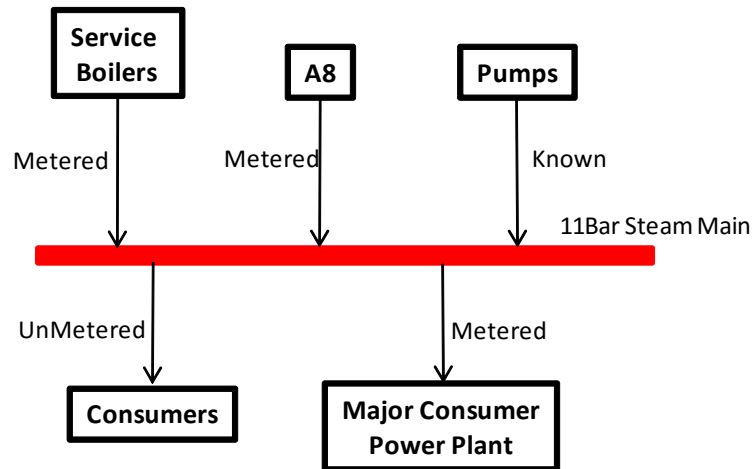 Service
Boilers
A8
Pumps
Metered
Metered
Known
11Bar Steam Main
UnMetered
Metered
Consumers
Major Consumer
Power Plant